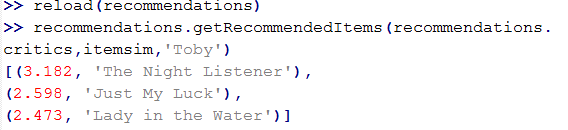 >> reload(recommendations)
>> recommendations.getRecommendedItems(recommendations.
critics,itemsim,'Toby')
[(3.182, 'The Night Listener'),
(2.598, 'Just My Luck'),
(2.473, 'Lady in the Water')]